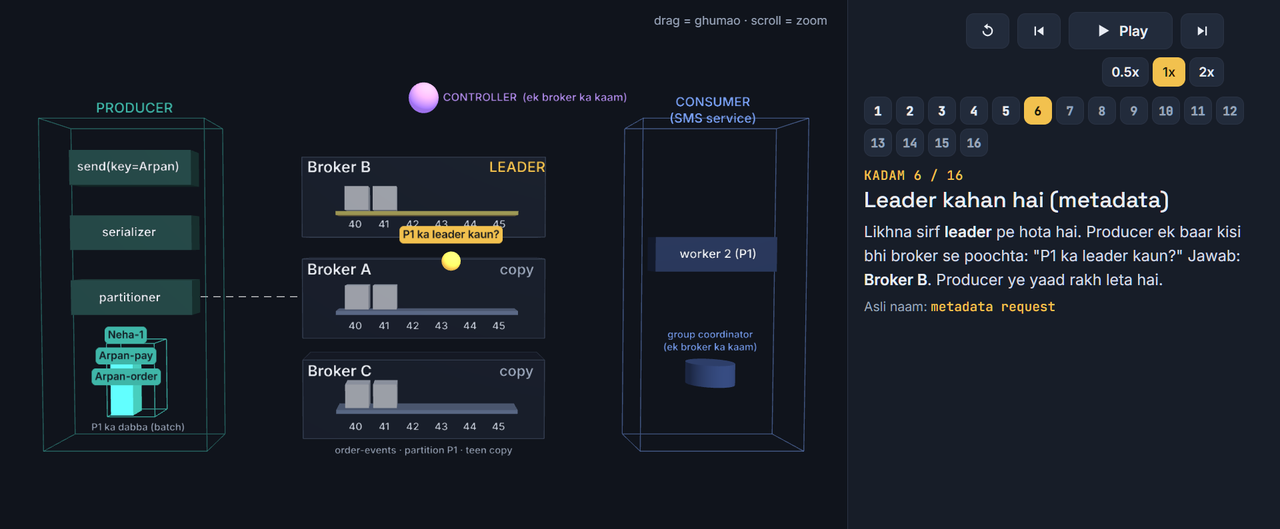 drag = ghumao · scroll = zoom
CONTROLLER (ek broker ka kaam)
PRODUCER
send(key=Arpan)
serializer
partitioner
Neha-1
Arpan-pay
Arpan-order
P1 ka dabba (batch)
Broker B
LEADER
40 41 42 43 44 45
P1 ka leader kaun?
Broker A
copy
40 41 42 43 44 45
Broker C
copy
40 41 42 43 44 45
order-events · partition P1 · teen copy
CONSUMER
(SMS service)
worker 2 (P1)
group coordinator
(ek broker ka kaam)
Play
0.5x 1x 2x
1 2 3 4 5 6 7 8 9 10 11 12
13 14 15 16
KADAM 6 / 16
Leader kahan hai (metadata)
Likhna sirf leader pe hota hai. Producer ek baar kisi
bhi broker se poochta: "P1 ka leader kaun?" Jawab:
Broker B. Producer ye yaad rakh leta hai.
Asli naam: metadata request